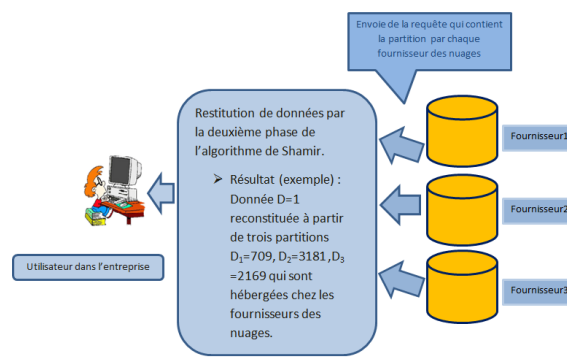 Envoie de la requête qui contient
la partition par chaque
fournisseur des nuages
Restitution de données par
la deuxième phase de
l'algorithme de Shamir.
➢ Résultat (exemple) :
Donnée D=1
reconstituée à partir
de trois partitions
D₁=709, D₂=3181 ,D₃
=2169 qui sont
hébergées chez les
fournisseurs des
nuages.
Fournisseur1
Fournisseur2
Fournisseur3
Utilisateur dans l'entreprise